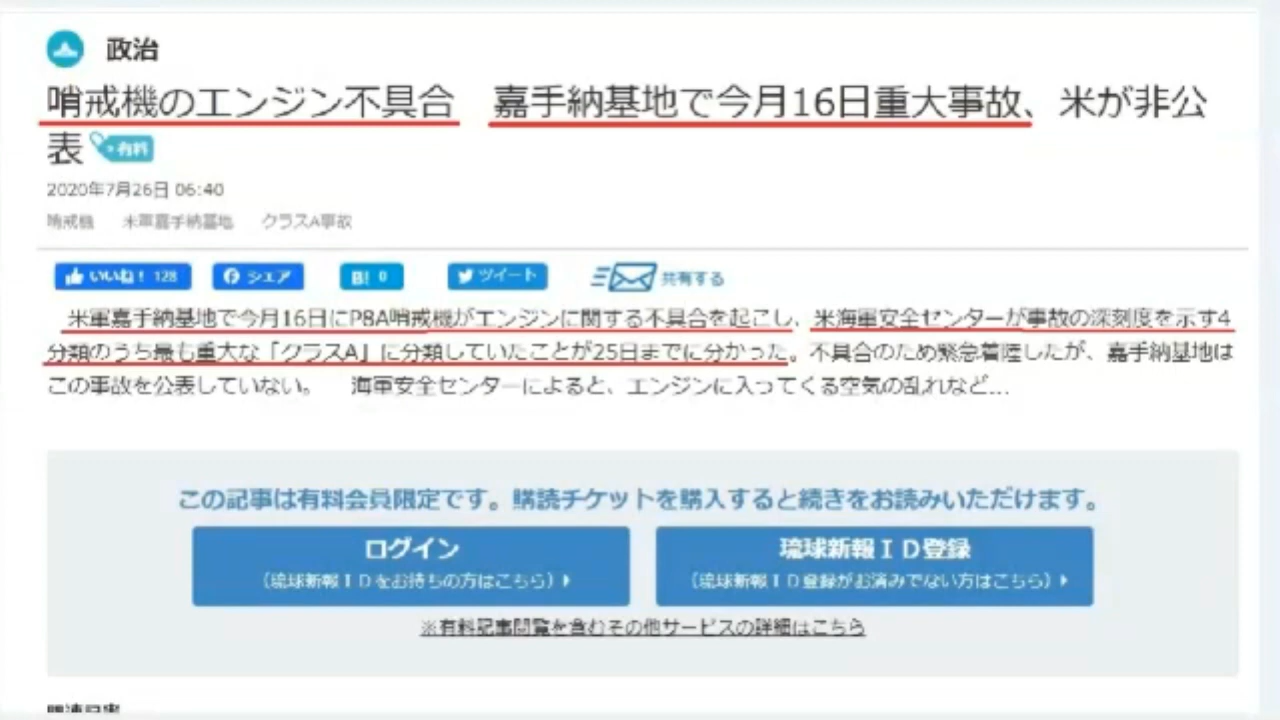 政治
哨戒機のエンジン不具合　嘉手納基地で今月16日重大事故、米が非公
表 有料
2020年7月26日 06:40
哨戒機　米軍嘉手納基地　クラスA事故
いいね！ 128 シェア B! 0 ツイート 共有する
米軍嘉手納基地で今月16日にP8A哨戒機がエンジンに関する不具合を起こし、米海軍安全センターが事故の深刻度を示す4
分類のうち最も重大な「クラスA」に分類していたことが25日までに分かった。不具合のため緊急着陸したが、嘉手納基地は
この事故を公表していない。　海軍安全センターによると、エンジンに入ってくる空気の乱れなど…
この記事は有料会員限定です。購読チケットを購入すると続きをお読みいただけます。
ログイン
（琉球新報ＩＤをお持ちの方はこちら）
琉球新報ＩＤ登録
（琉球新報ＩＤ登録がお済みでない方はこちら）
※有料記事閲覧を含むその他サービスの詳細はこちら